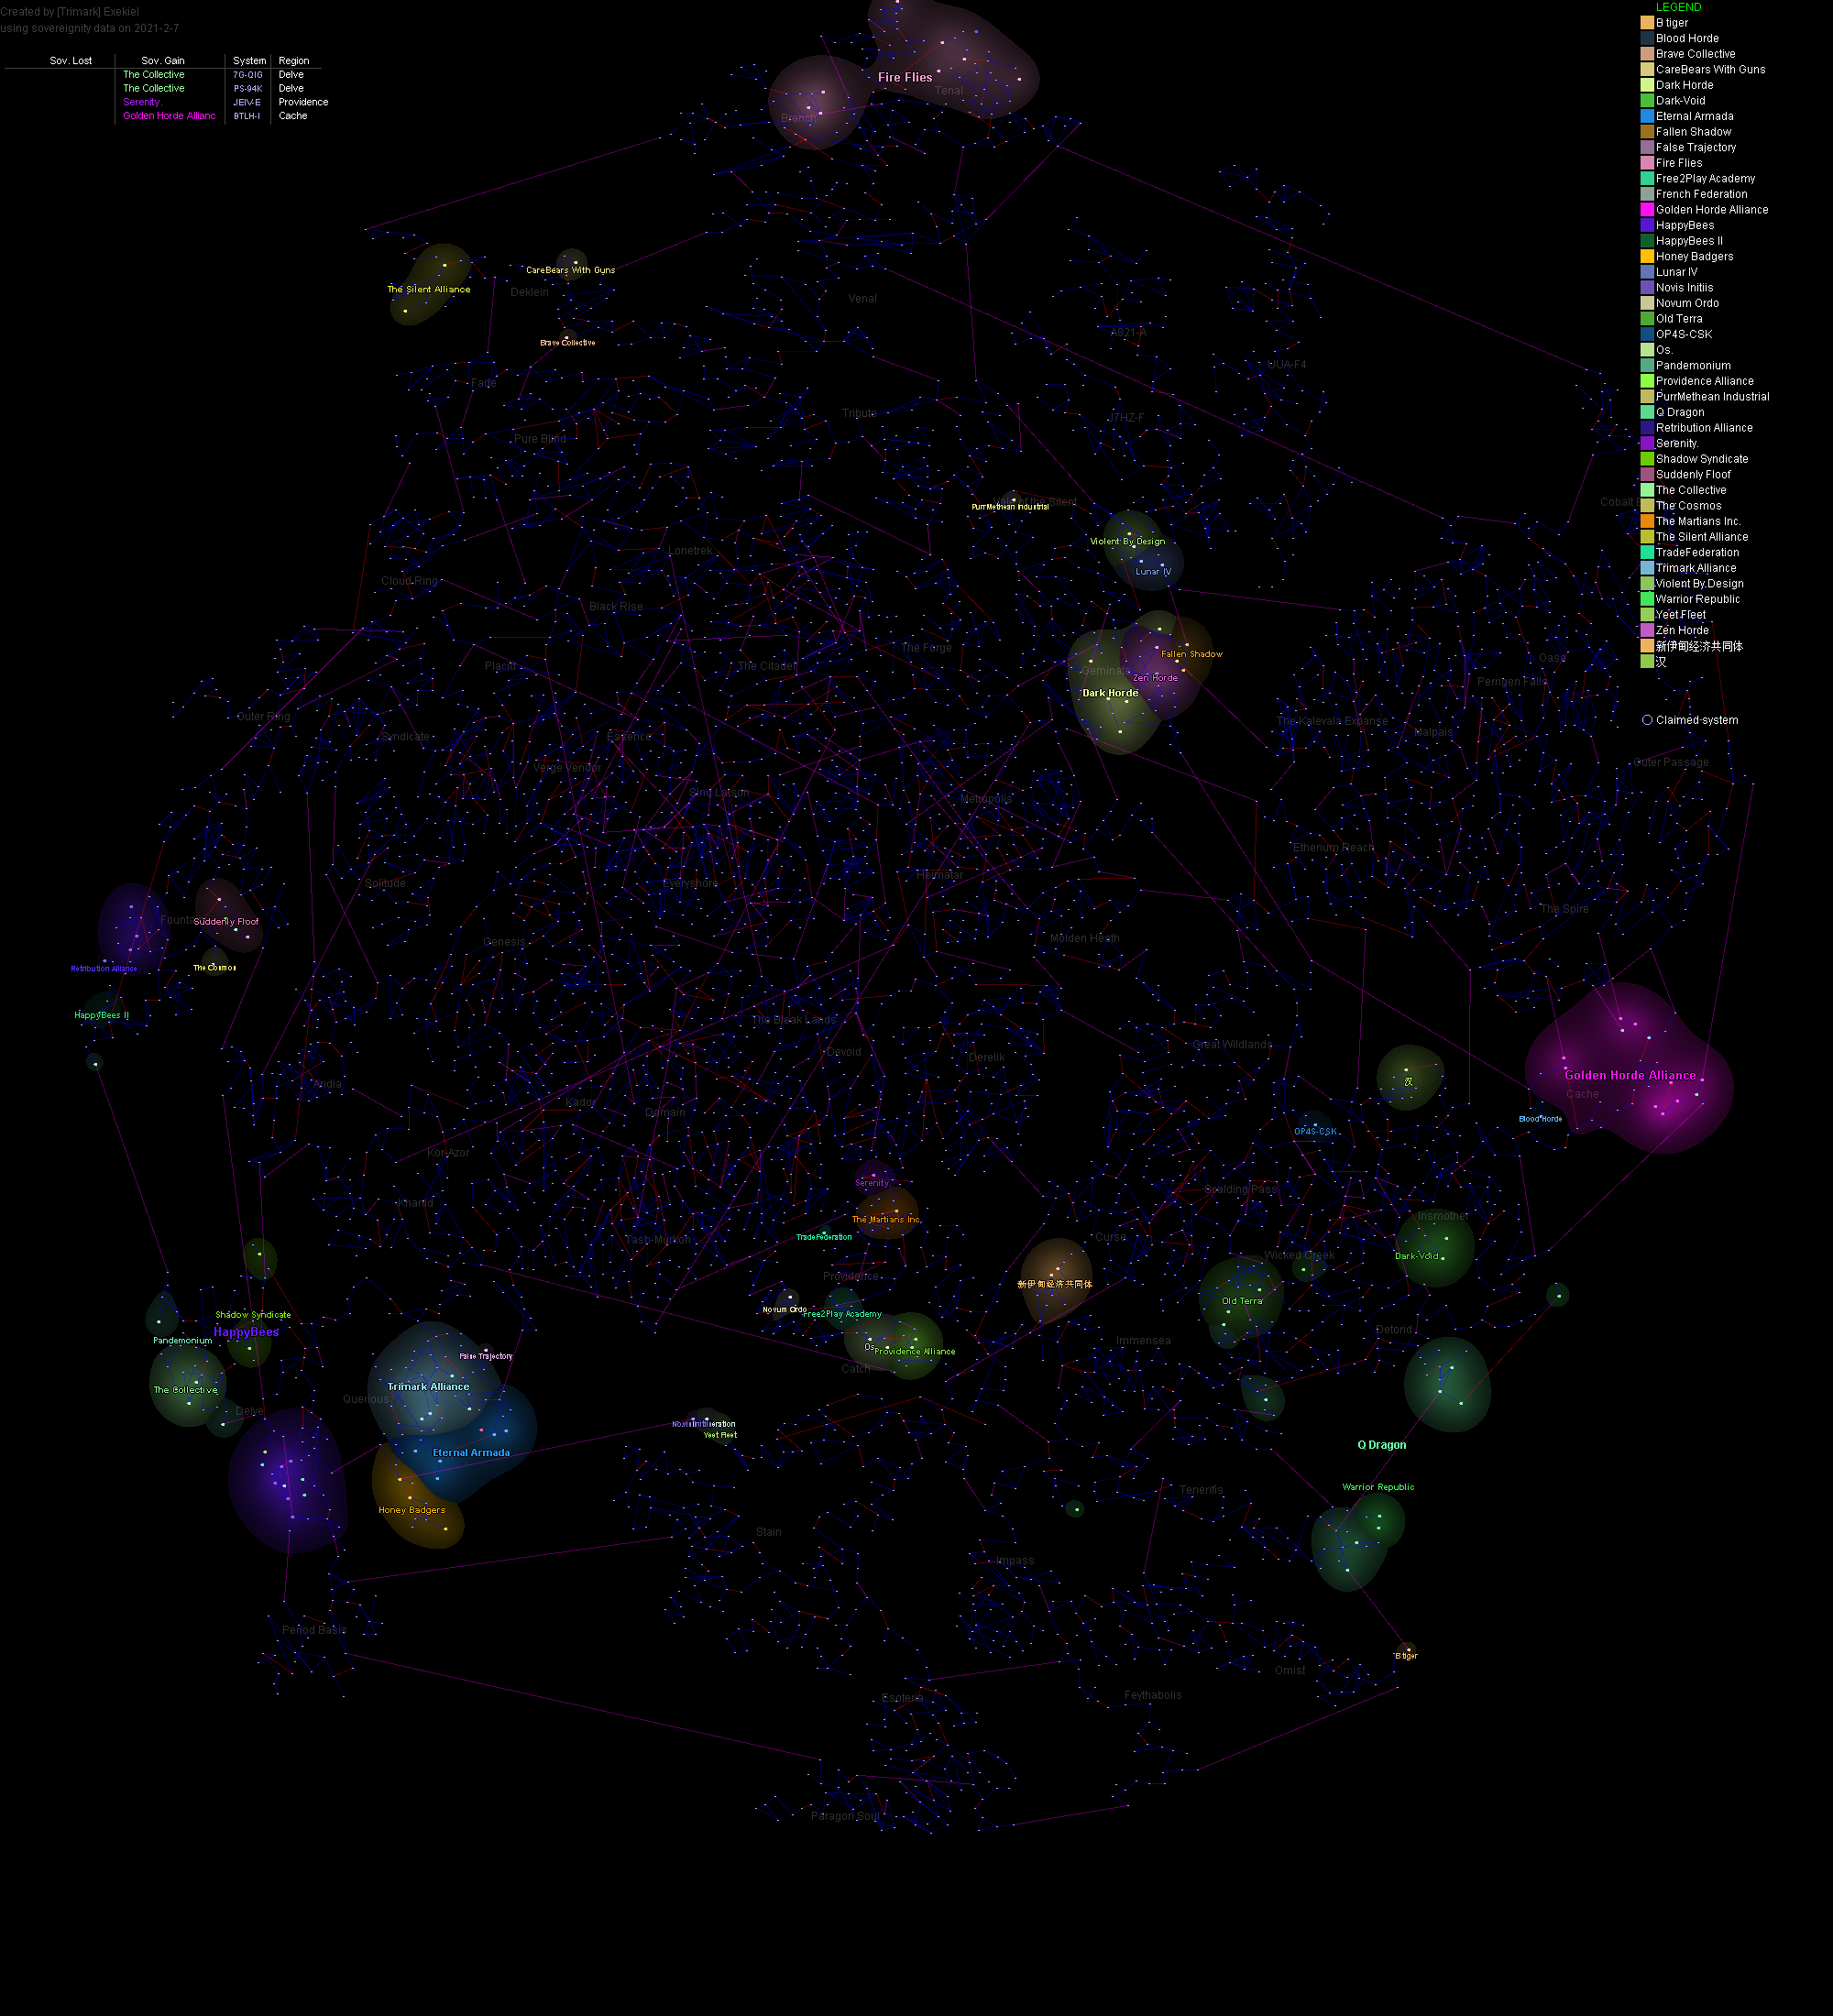 Created by [Trimark] Exekiel
using sovereignity data on 2021-2-7
Sov. Lost Sov. Gain System Region
The Collective 7G-QIG Delve
The Collective PS-94K Delve
Serenity. Providence
Golden Horde Allianc BTLH-I Cache
LEGEND
B tiger
Blood Horde
Brave Collective
CareBears With Guns
Dark Horde
Dark-Void
Eternal Armada
Fallen Shadow
False Trajectory
Fire Flies
Free2Play Academy
French Federation
Golden Horde Alliance
HappyBees
HappyBees II
Honey Badgers
Lunar IV
Novis Initiis
Novum Ordo
Old Terra
OP4S-CSK
Os.
Pandemonium
Providence Alliance
PurrMethean Industrial
Q Dragon
Retribution Alliance
Serenity.
Shadow Syndicate
Suddenly Floof
The Collective
The Cosmos
The Martians Inc.
The Silent Alliance
TradeFederation
Trimark Alliance
Violent By Design
Warrior Republic
Yeet Fleet
Zen Horde
新伊甸经济共同体
汉
Claimed system
Fire Flies
Tenal
Branch
CareBears With Guns
The Silent Alliance
Deklein
Venal
A821-A
Brave Collective
UUA-F4
Fade
Tribute
J7HZ-F
Pure Blind
of the Silent
PurrMethean Industrial
Cobalt
Violent By Design
Lonetrek
Lunar IV
Cloud Ring
Black Rise
The Forge
Fallen Shadow
Oasa
Placid
The Citadel
Geminate
Zen Horde
Perrigen Falls
Dark Horde
Outer Ring
The Kalevala Expanse
Malpais
Syndicate
Essence
Outer Passage
Verge Vendor
Sinq Laison
Metropolis
Etherium Reach
Solitude
Everyshore
Heimatar
The Spire
Suddenly Floof
Genesis
Molden Heath
Retribution Alliance
HappyBees II
The Bleak Lands
Great Wildlands
Devoid
Derelik
Golden Horde Alliance
汉
Aridia
Cache
Kador
Domain
Blood Horde
OP4S-CSK
Kor-Azor
Serenity
Scalding Pass
Khanid
Insmother
The Martians Inc.
TradeFederation
Tash-Murkon
Curse
Wicked Creek
Dark-Void
Providence
新伊甸经济共同体
Old Terra
Novum Ordo
Free2Play Academy
Shadow Syndicate
HappyBees
Detorid
Pandemonium
Immensea
Os
Providence Alliance
False Trajectory
Catch
The Collective
Trimark Alliance
Querious
Delve
Yeet Fleet
Q Dragon
Eternal Armada
Warrior Republic
Tenerifis
Honey Badgers
Stain
Impass
Period Basis
B tiger
Omist
Feythabolis
Esoteria
Paragon Soul